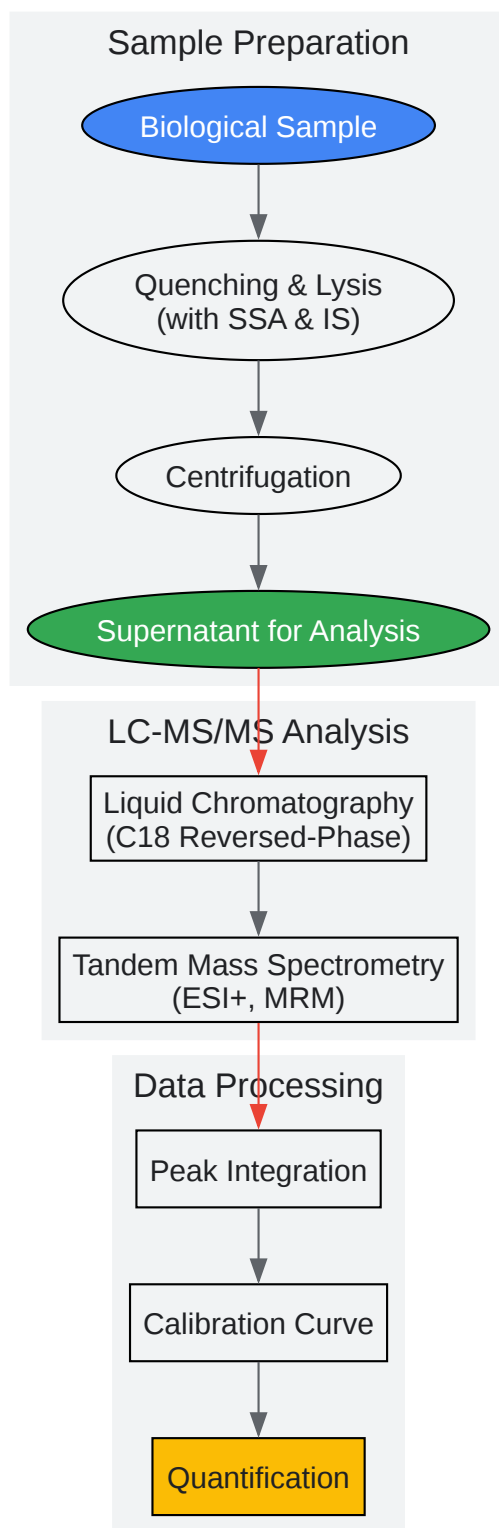 Sample Preparation
Biological Sample
Quenching & Lysis
(with SSA & IS)
Centrifugation
Supernatant for Analysis
LC-MS/MS Analysis
Liquid Chromatography
(C18 Reversed-Phase)
Tandem Mass Spectrometry
(ESI+, MRM)
Data Processing
Peak Integration
Calibration Curve
Quantification